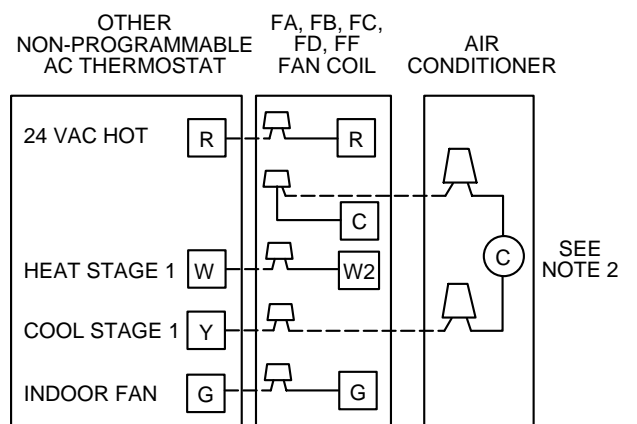 OTHER
NON-PROGRAMMABLE
AC THERMOSTAT
FA, FB, FC,
FD, FF
FAN COIL
AIR
CONDITIONER
24 VAC HOT
R
R
C
HEAT STAGE 1
W
W2
C
SEE
NOTE 2
COOL STAGE 1
Y
INDOOR FAN
G
G